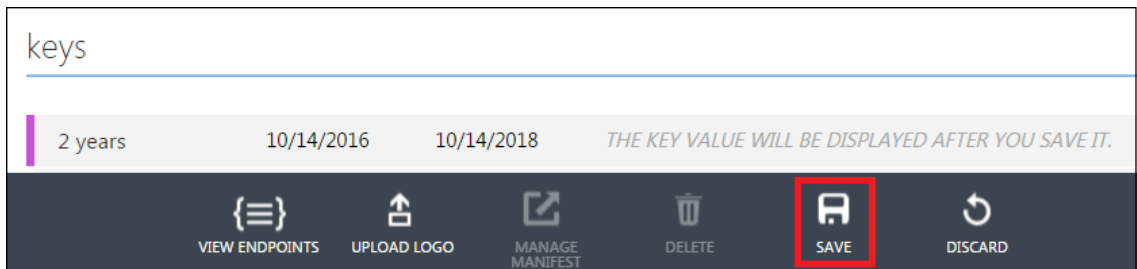 keys
2 years 10/14/2016 10/14/2018 THE KEY VALUE WILL BE DISPLAYED AFTER YOU SAVE IT.
VIEW ENDPOINTS UPLOAD LOGO MANAGE DELETE SAVE DISCARD
MANIFEST